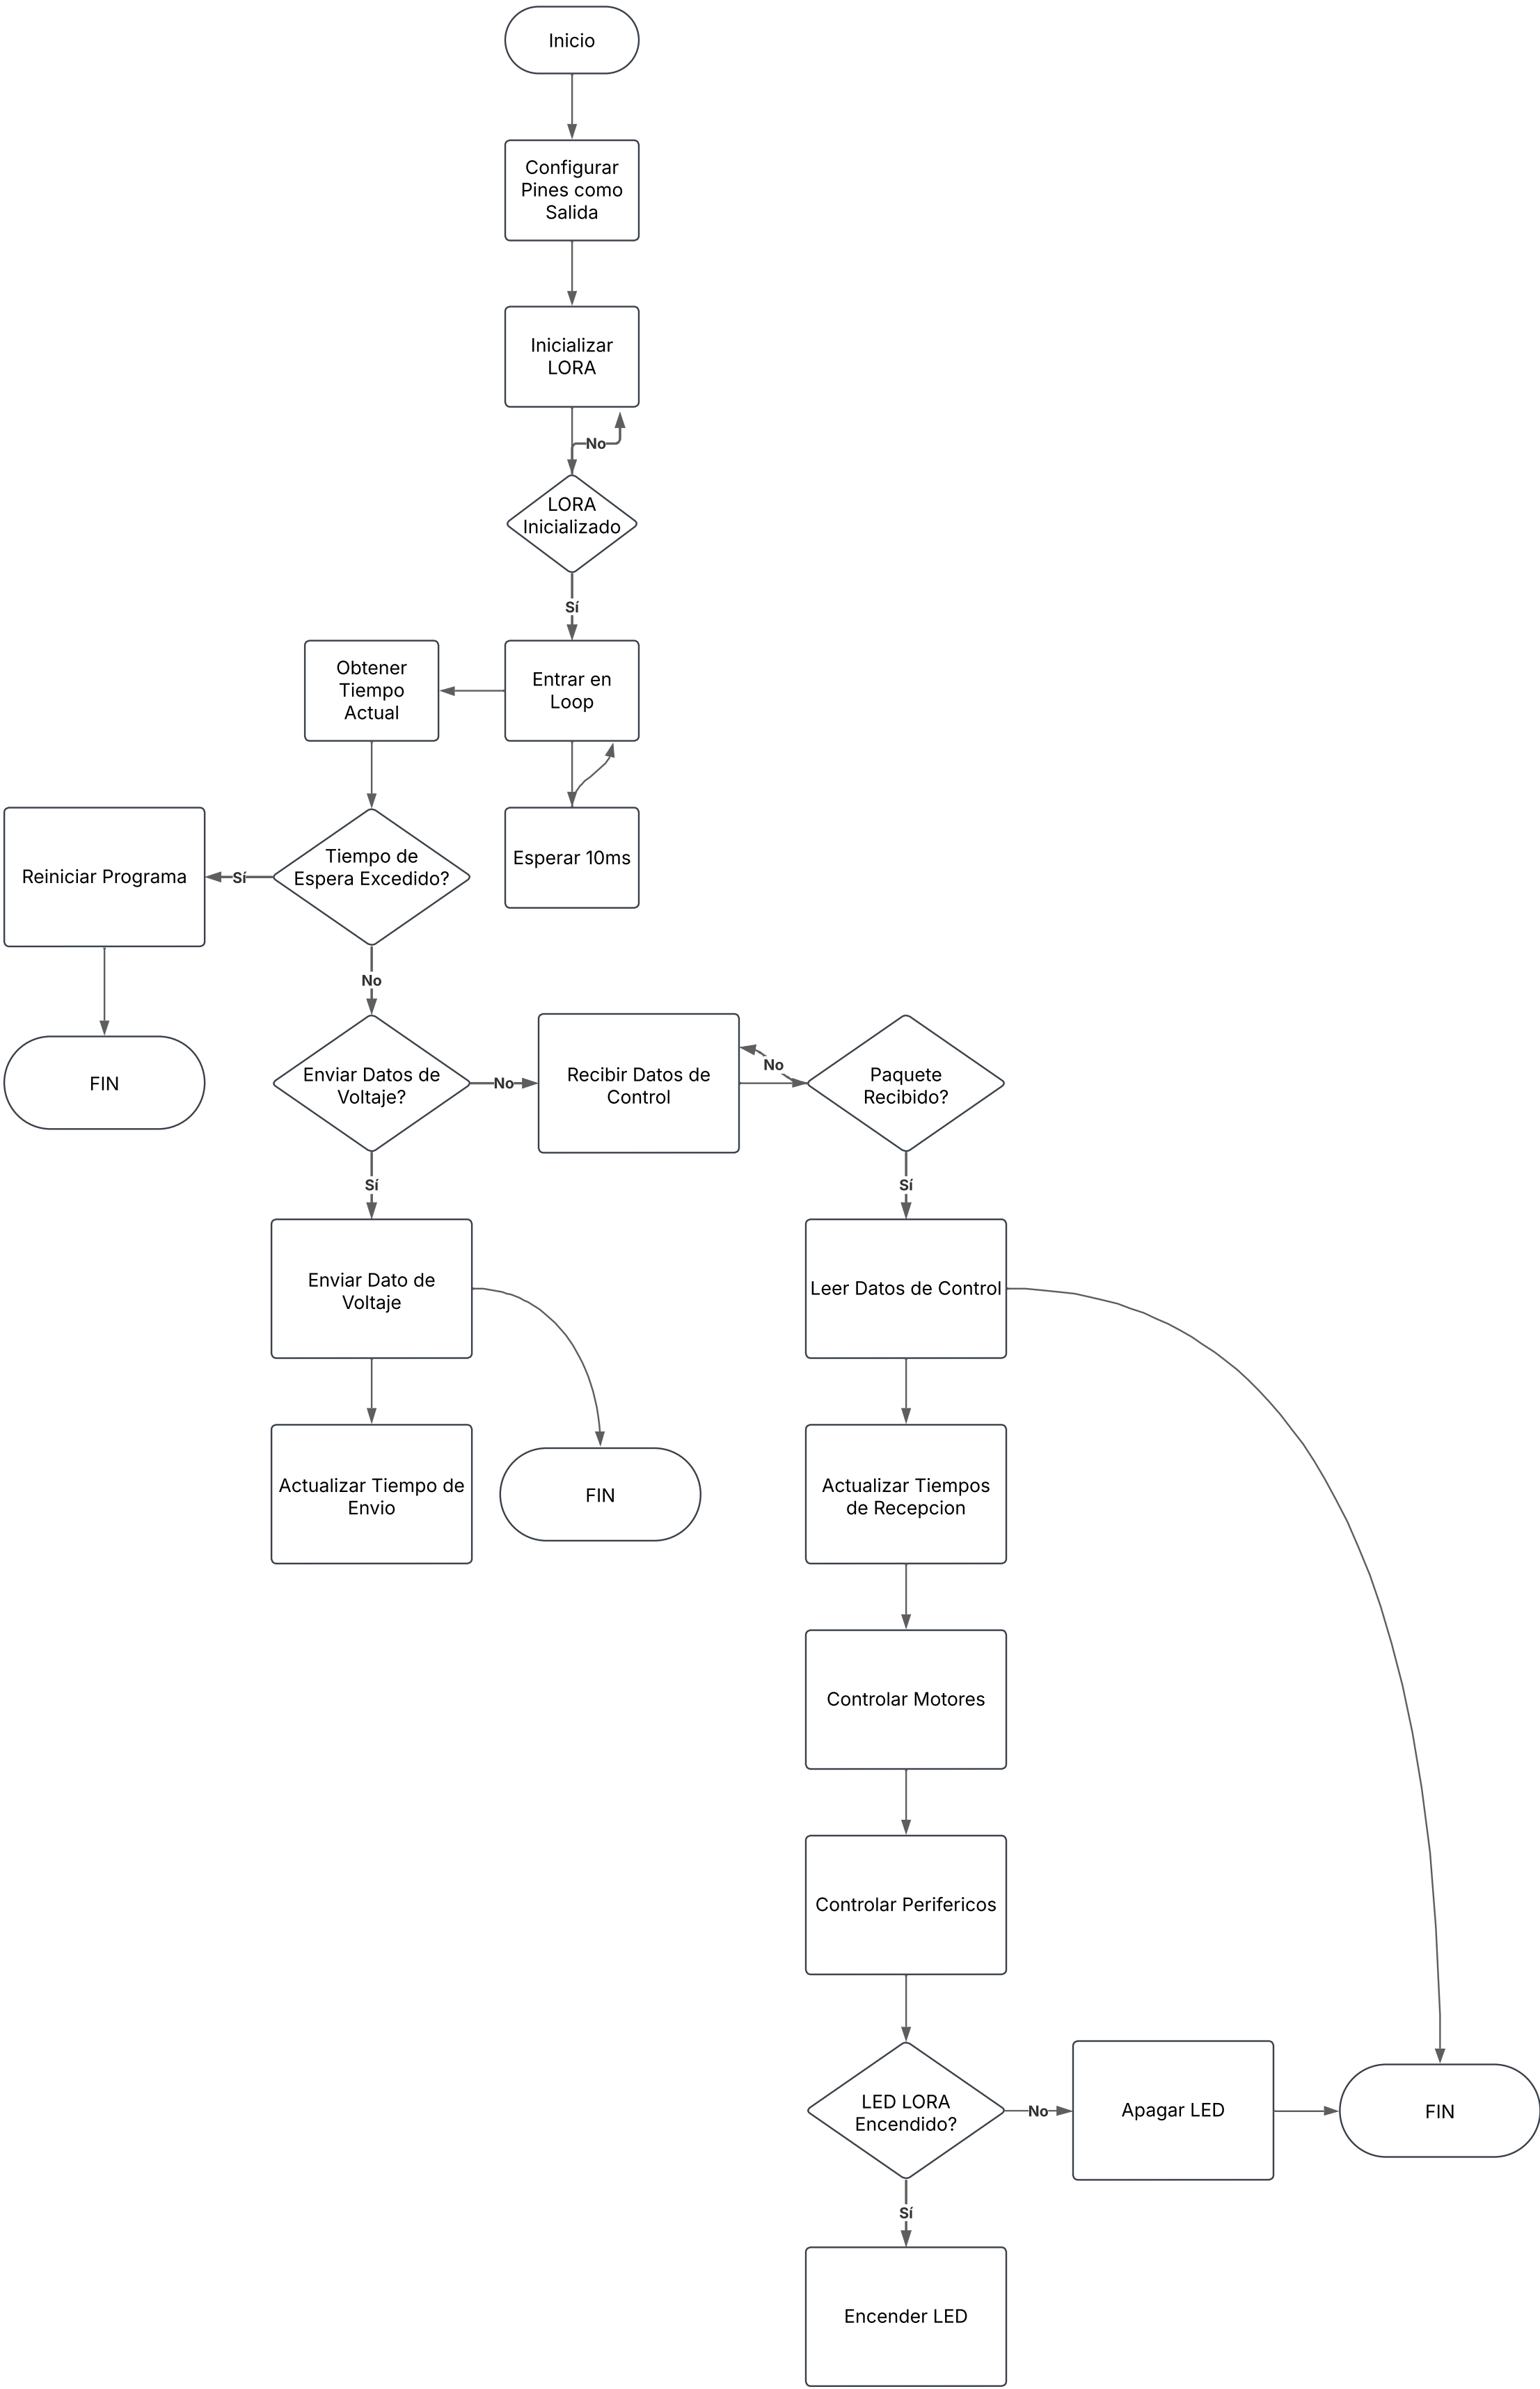 Inicio
Configurar
Pines como
Salida
Inicializar
LORA
No
LORA
Inicializado
Sí
Obtener
Tiempo
Actual
Entrar en
Loop
Reiniciar Programa
Sí
Tiempo de
Espera Excedido?
Esperar 10ms
No
FIN
Enviar Datos de
Voltaje?
No
Recibir Datos de
Control
No
Paquete
Recibido?
Sí
Sí
Enviar Dato de
Voltaje
Leer Datos de Control
Actualizar Tiempo de
Envio
FIN
Actualizar Tiempos
de Recepcion
Controlar Motores
Controlar Perifericos
LED LORA
Encendido?
No
Apagar LED
FIN
Sí
Encender LED